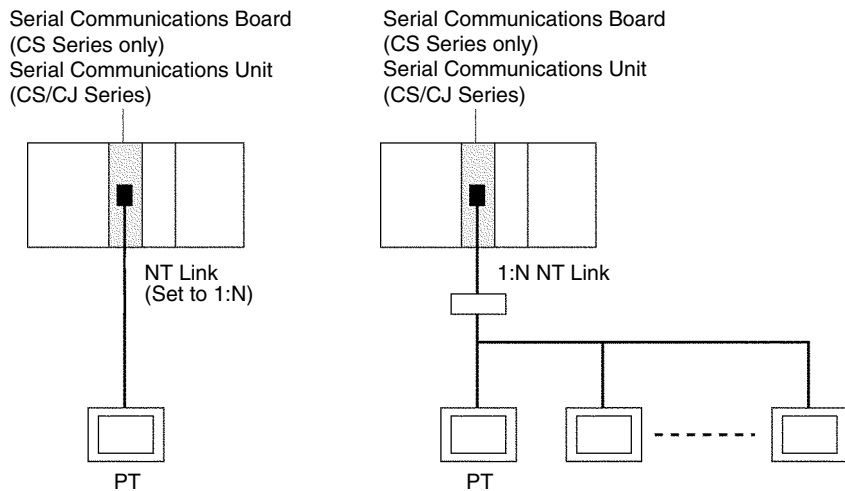 Serial Communications Board
(CS Series only)
Serial Communications Unit
(CS/CJ Series)
NT Link
(Set to 1:N)
PT
Serial Communications Board
(CS Series only)
Serial Communications Unit
(CS/CJ Series)
1:N NT Link
PT